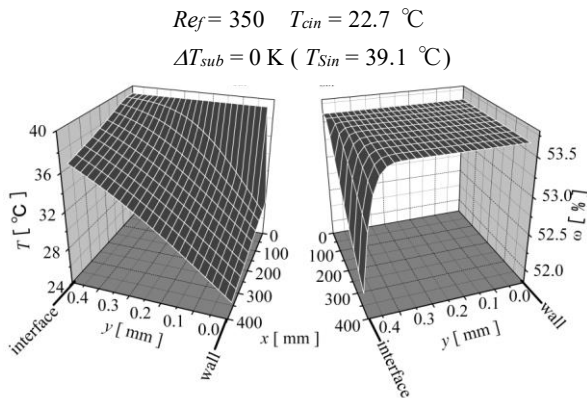 Re_f = 350 T_cin = 22.7 ℃
ΔT_sub = 0 K ( T_Sin = 39.1 ℃)
40
36
32
28
24
T [ ℃]
0.4
0.3
0.2
0.1
0.0
y [ mm]
interface
wall
0
100
200
300
400
x [ mm]
0
100
200
300
400
53.5
53.0
52.5
52.0
ω [ %]
0.4
0.3
0.2
0.1
0.0
y [ mm]
interface
wall